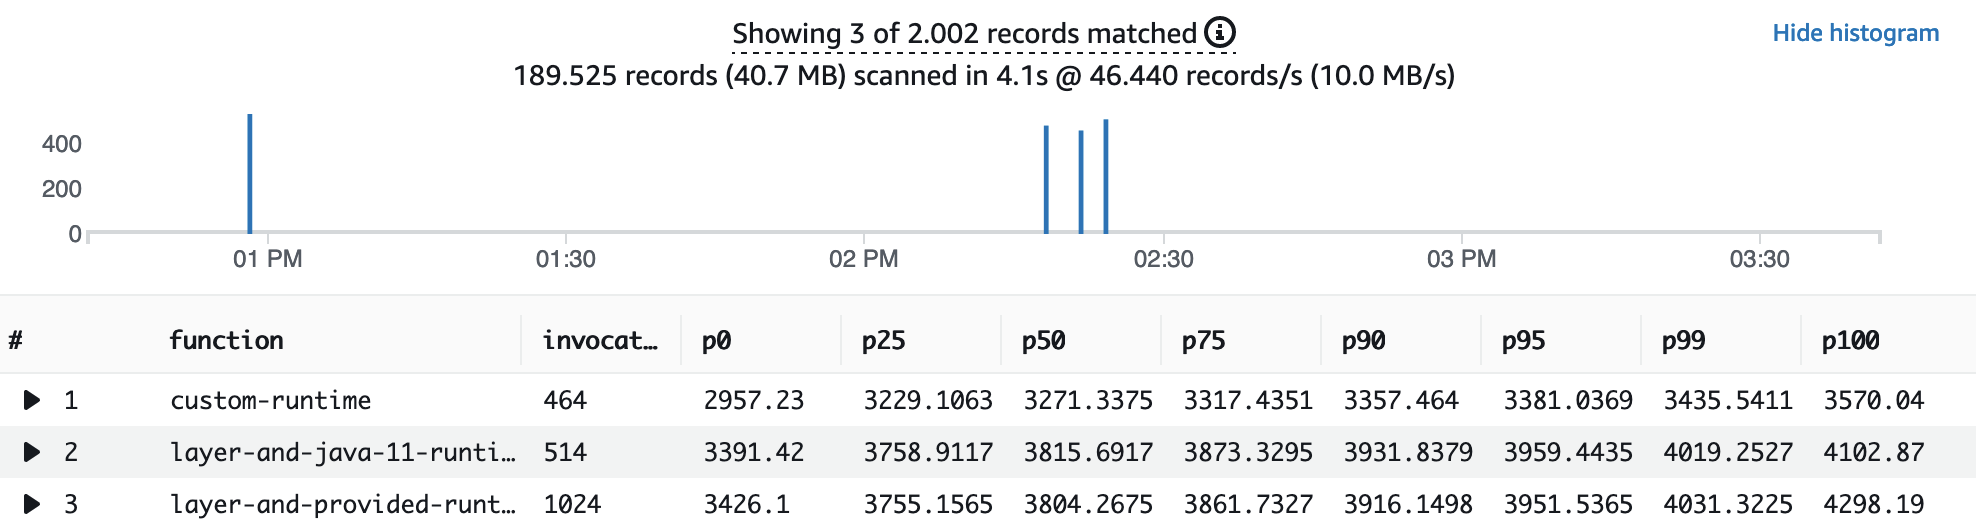 Showing 3 of 2.002 records matched
Hide histogram
189.525 records (40.7 MB) scanned in 4.1s @ 46.440 records/s (10.0 MB/s)
400
200
0
01 PM 01:30 02 PM 02:30 03 PM 03:30
# function invocat… p0 p25 p50 p75 p90 p95 p99 p100
1 custom-runtime 464 2957.23 3229.1063 3271.3375 3317.4351 3357.464 3381.0369 3435.5411 3570.04
2 layer-and-java-11-runti… 514 3391.42 3758.9117 3815.6917 3873.3295 3931.8379 3959.4435 4019.2527 4102.87
3 layer-and-provided-runt… 1024 3426.1 3755.1565 3804.2675 3861.7327 3916.1498 3951.5365 4031.3225 4298.19